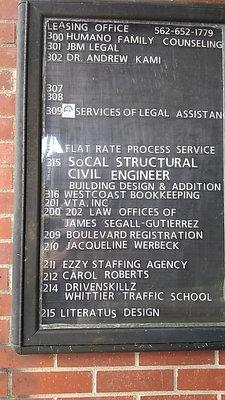 LEASING OFFICE 562-652-1779
300 HUMANO FAMILY COUNSELING
301 JBM LEGAL
302 DR. ANDREW KAMI
307
308
309 SERVICES OF LEGAL ASSISTAN
FLAT RATE PROCESS SERVICE
315 SoCAL STRUCTURAL
CIVIL ENGINEER
BUILDING DESIGN & ADDITION
316 WESTCOAST BOOKKEEPING
201 VTA, INC
200 202 LAW OFFICES OF
JAMES SEGALL-GUTIERREZ
209 BOULEVARD REGISTRATION
210 JACQUELINE WERBECK
211 EZZY STAFFING AGENCY
212 CAROL ROBERTS
214 DRIVENSKILLZ
WHITTIER TRAFFIC SCHOOL
215 LITERATUS DESIGN